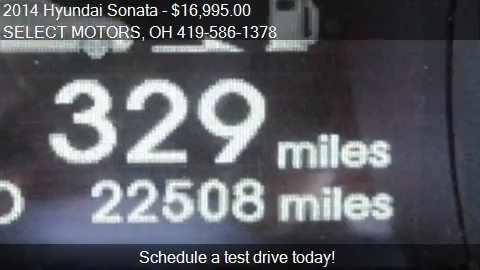 2014 Hyundai Sonata - $16,995.00
SELECT MOTORS, OH 419-586-1378
329 miles
22508 miles
Schedule a test drive today!